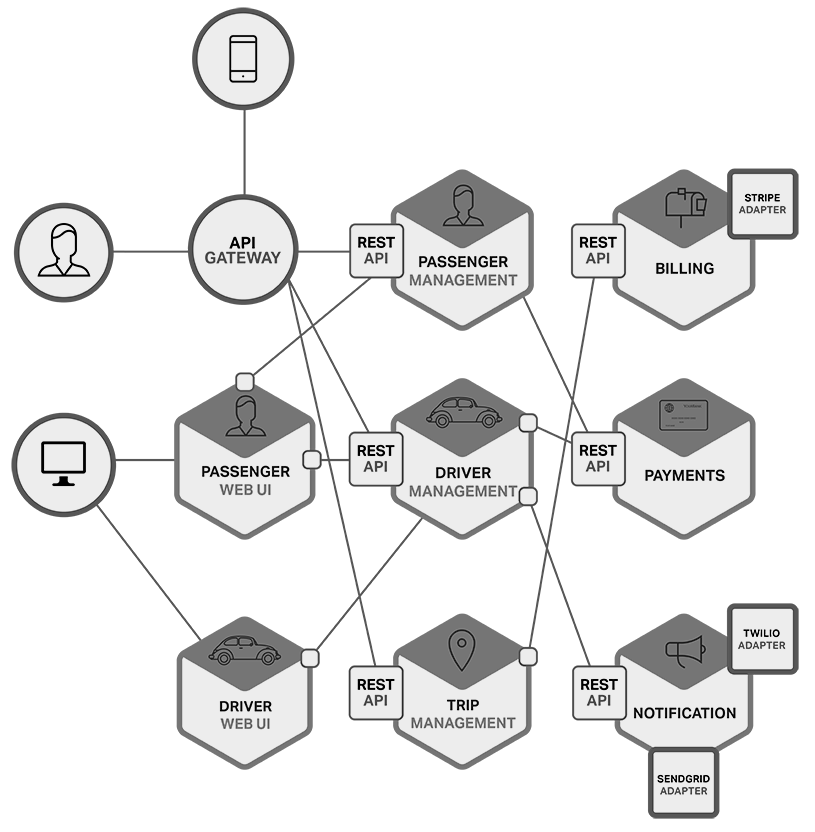 API
GATEWAY
REST
API
PASSENGER
MANAGEMENT
REST
API
BILLING
STRIPE
ADAPTER
PASSENGER
WEB UI
REST
API
DRIVER
MANAGEMENT
REST
API
PAYMENTS
DRIVER
WEB UI
REST
API
TRIP
MANAGEMENT
REST
API
NOTIFICATION
TWILIO
ADAPTER
SENDGRID
ADAPTER